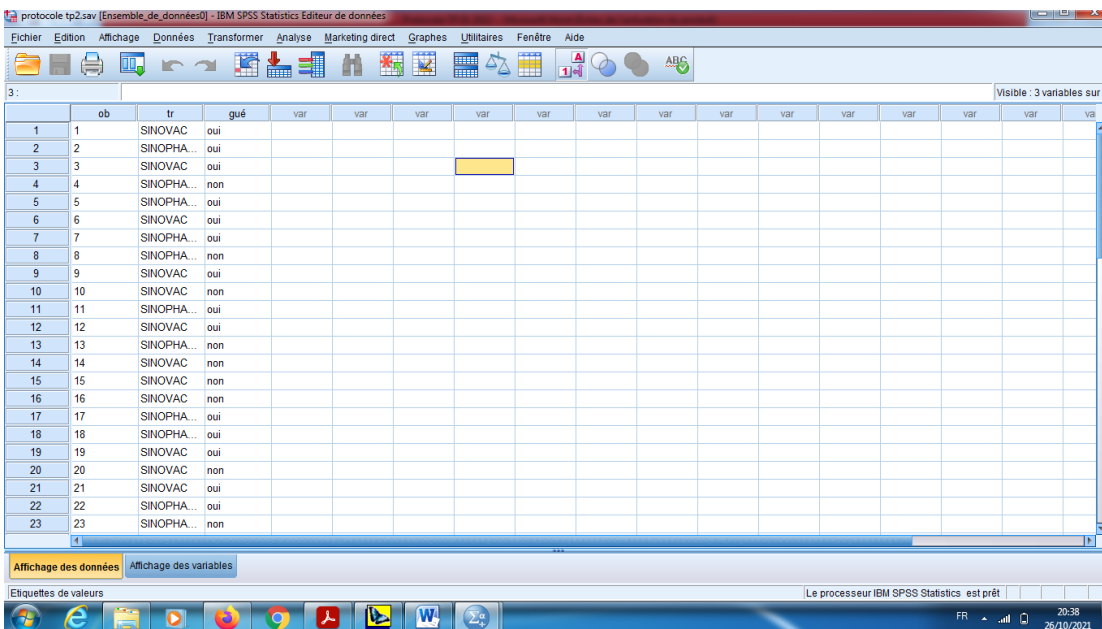 protocole tp2.sav [Ensemble_de_données0] - IBM SPSS Statistics Editeur de données
Fichier Edition Affichage Données Transformer Analyse Marketing direct Graphes Utilitaires Fenêtre Aide
3 :
Visible : 3 variables sur
ob tr gué var var var var var var var var var var var var var va
1 1 SINOVAC oui
2 2 SINOPHA... oui
3 3 SINOVAC oui
4 4 SINOPHA... non
5 5 SINOPHA... oui
6 6 SINOVAC oui
7 7 SINOPHA... oui
8 8 SINOPHA... non
9 9 SINOVAC oui
10 10 SINOVAC non
11 11 SINOPHA... oui
12 12 SINOVAC oui
13 13 SINOPHA... non
14 14 SINOVAC non
15 15 SINOVAC non
16 16 SINOVAC non
17 17 SINOPHA... oui
18 18 SINOPHA... oui
19 19 SINOVAC oui
20 20 SINOVAC non
21 21 SINOVAC oui
22 22 SINOPHA... oui
23 23 SINOPHA... non
Affichage des données Affichage des variables
Etiquettes de valeurs
Le processeur IBM SPSS Statistics est prêt
FR 20:38
26/10/2021